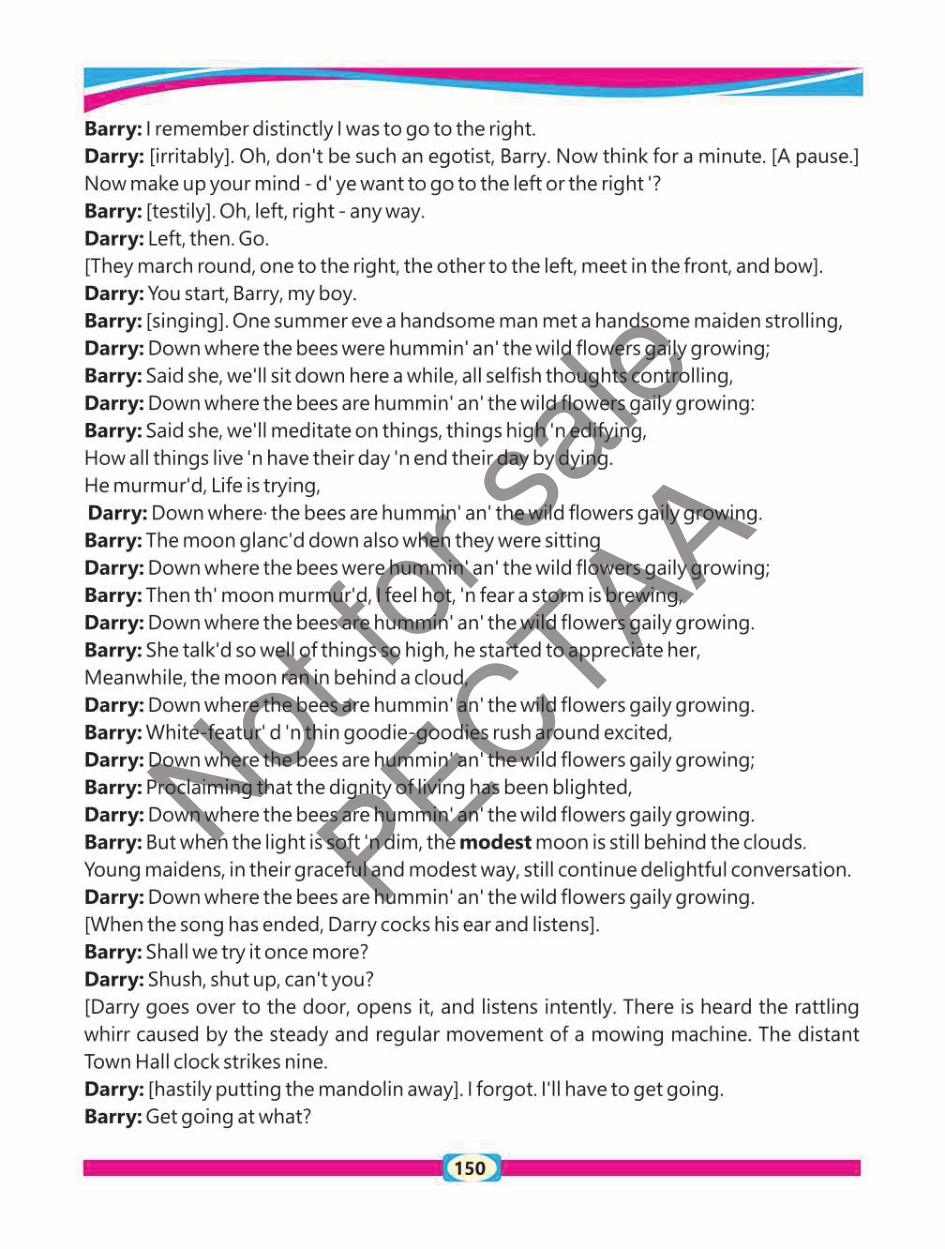 Barry: I remember distinctly I was to go to the right.
Darry: [irritably]. Oh, don't be such an egotist, Barry. Now think for a minute. [A pause.]
Now make up your mind - d' ye want to go to the left or the right '?
Barry: [testily]. Oh, left, right - any way.
Darry: Left, then. Go.
[They march round, one to the right, the other to the left, meet in the front, and bow].
Darry: You start, Barry, my boy.
Barry: [singing]. One summer eve a handsome man met a handsome maiden strolling,
Darry: Down where the bees were hummin' an' the wild flowers gaily growing;
Barry: Said she, we'll sit down here a while, all selfish thoughts controlling,
Darry: Down where the bees are hummin' an' the wild flowers gaily growing:
Barry: Said she, we'll meditate on things, things high 'n edifying,
How all things live 'n have their day 'n end their day by dying.
He murmur'd, Life is trying,
Darry: Down where· the bees are hummin' an' the wild flowers gaily growing.
Barry: The moon glanc'd down also when they were sitting
Darry: Down where the bees were hummin' an' the wild flowers gaily growing;
Barry: Then th' moon murmur'd, I feel hot, 'n fear a storm is brewing,
Darry: Down where the bees are hummin' an' the wild flowers gaily growing.
Barry: She talk'd so well of things so high, he started to appreciate her,
Meanwhile, the moon ran in behind a cloud,
Darry: Down where the bees are hummin' an' the wild flowers gaily growing.
Barry: White-featur' d 'n thin goodie-goodies rush around excited,
Darry: Down where the bees are hummin' an' the wild flowers gaily growing;
Barry: Proclaiming that the dignity of living has been blighted,
Darry: Down where the bees are hummin' an' the wild flowers gaily growing.
Barry: But when the light is soft 'n dim, the modest moon is still behind the clouds.
Young maidens, in their graceful and modest way, still continue delightful conversation.
Darry: Down where the bees are hummin' an' the wild flowers gaily growing.
[When the song has ended, Darry cocks his ear and listens].
Barry: Shall we try it once more?
Darry: Shush, shut up, can't you?
[Darry goes over to the door, opens it, and listens intently. There is heard the rattling
whirr caused by the steady and regular movement of a mowing machine. The distant
Town Hall clock strikes nine.
Darry: [hastily putting the mandolin away]. I forgot. I'll have to get going.
Barry: Get going at what?
150
Not for sale
PECTAA